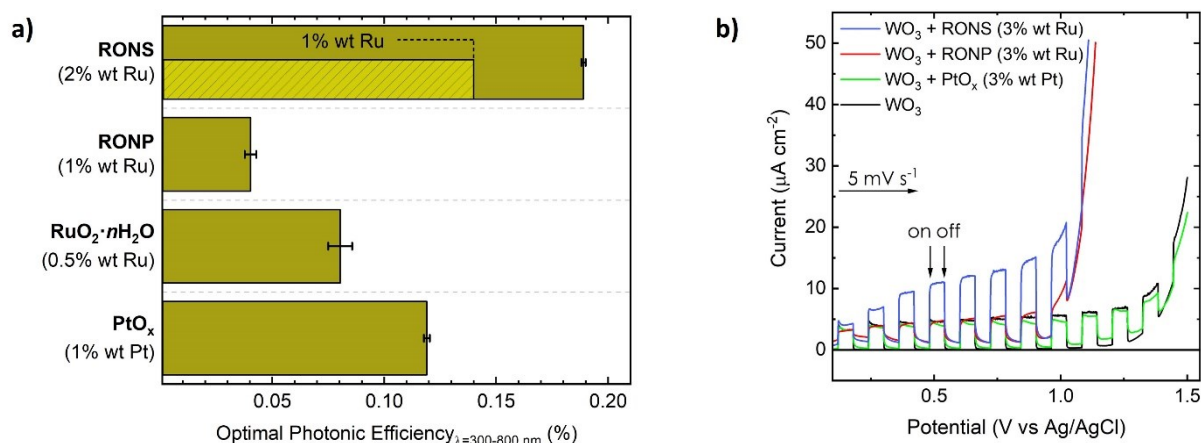 a)
RONS
(2% wt Ru)
1% wt Ru
RONP
(1% wt Ru)
RuO₂·nH₂O
(0.5% wt Ru)
PtOₓ
(1% wt Pt)
0.05 0.10 0.15 0.20
Optimal Photonic Efficiency λ=300-800 nm (%)
b)
WO₃ + RONS (3% wt Ru)
WO₃ + RONP (3% wt Ru)
WO₃ + PtOₓ (3% wt Pt)
WO₃
5 mV s⁻¹
on off
50
40
30
20
10
0
Current (µA cm⁻²)
0.5 1.0 1.5
Potential (V vs Ag/AgCl)